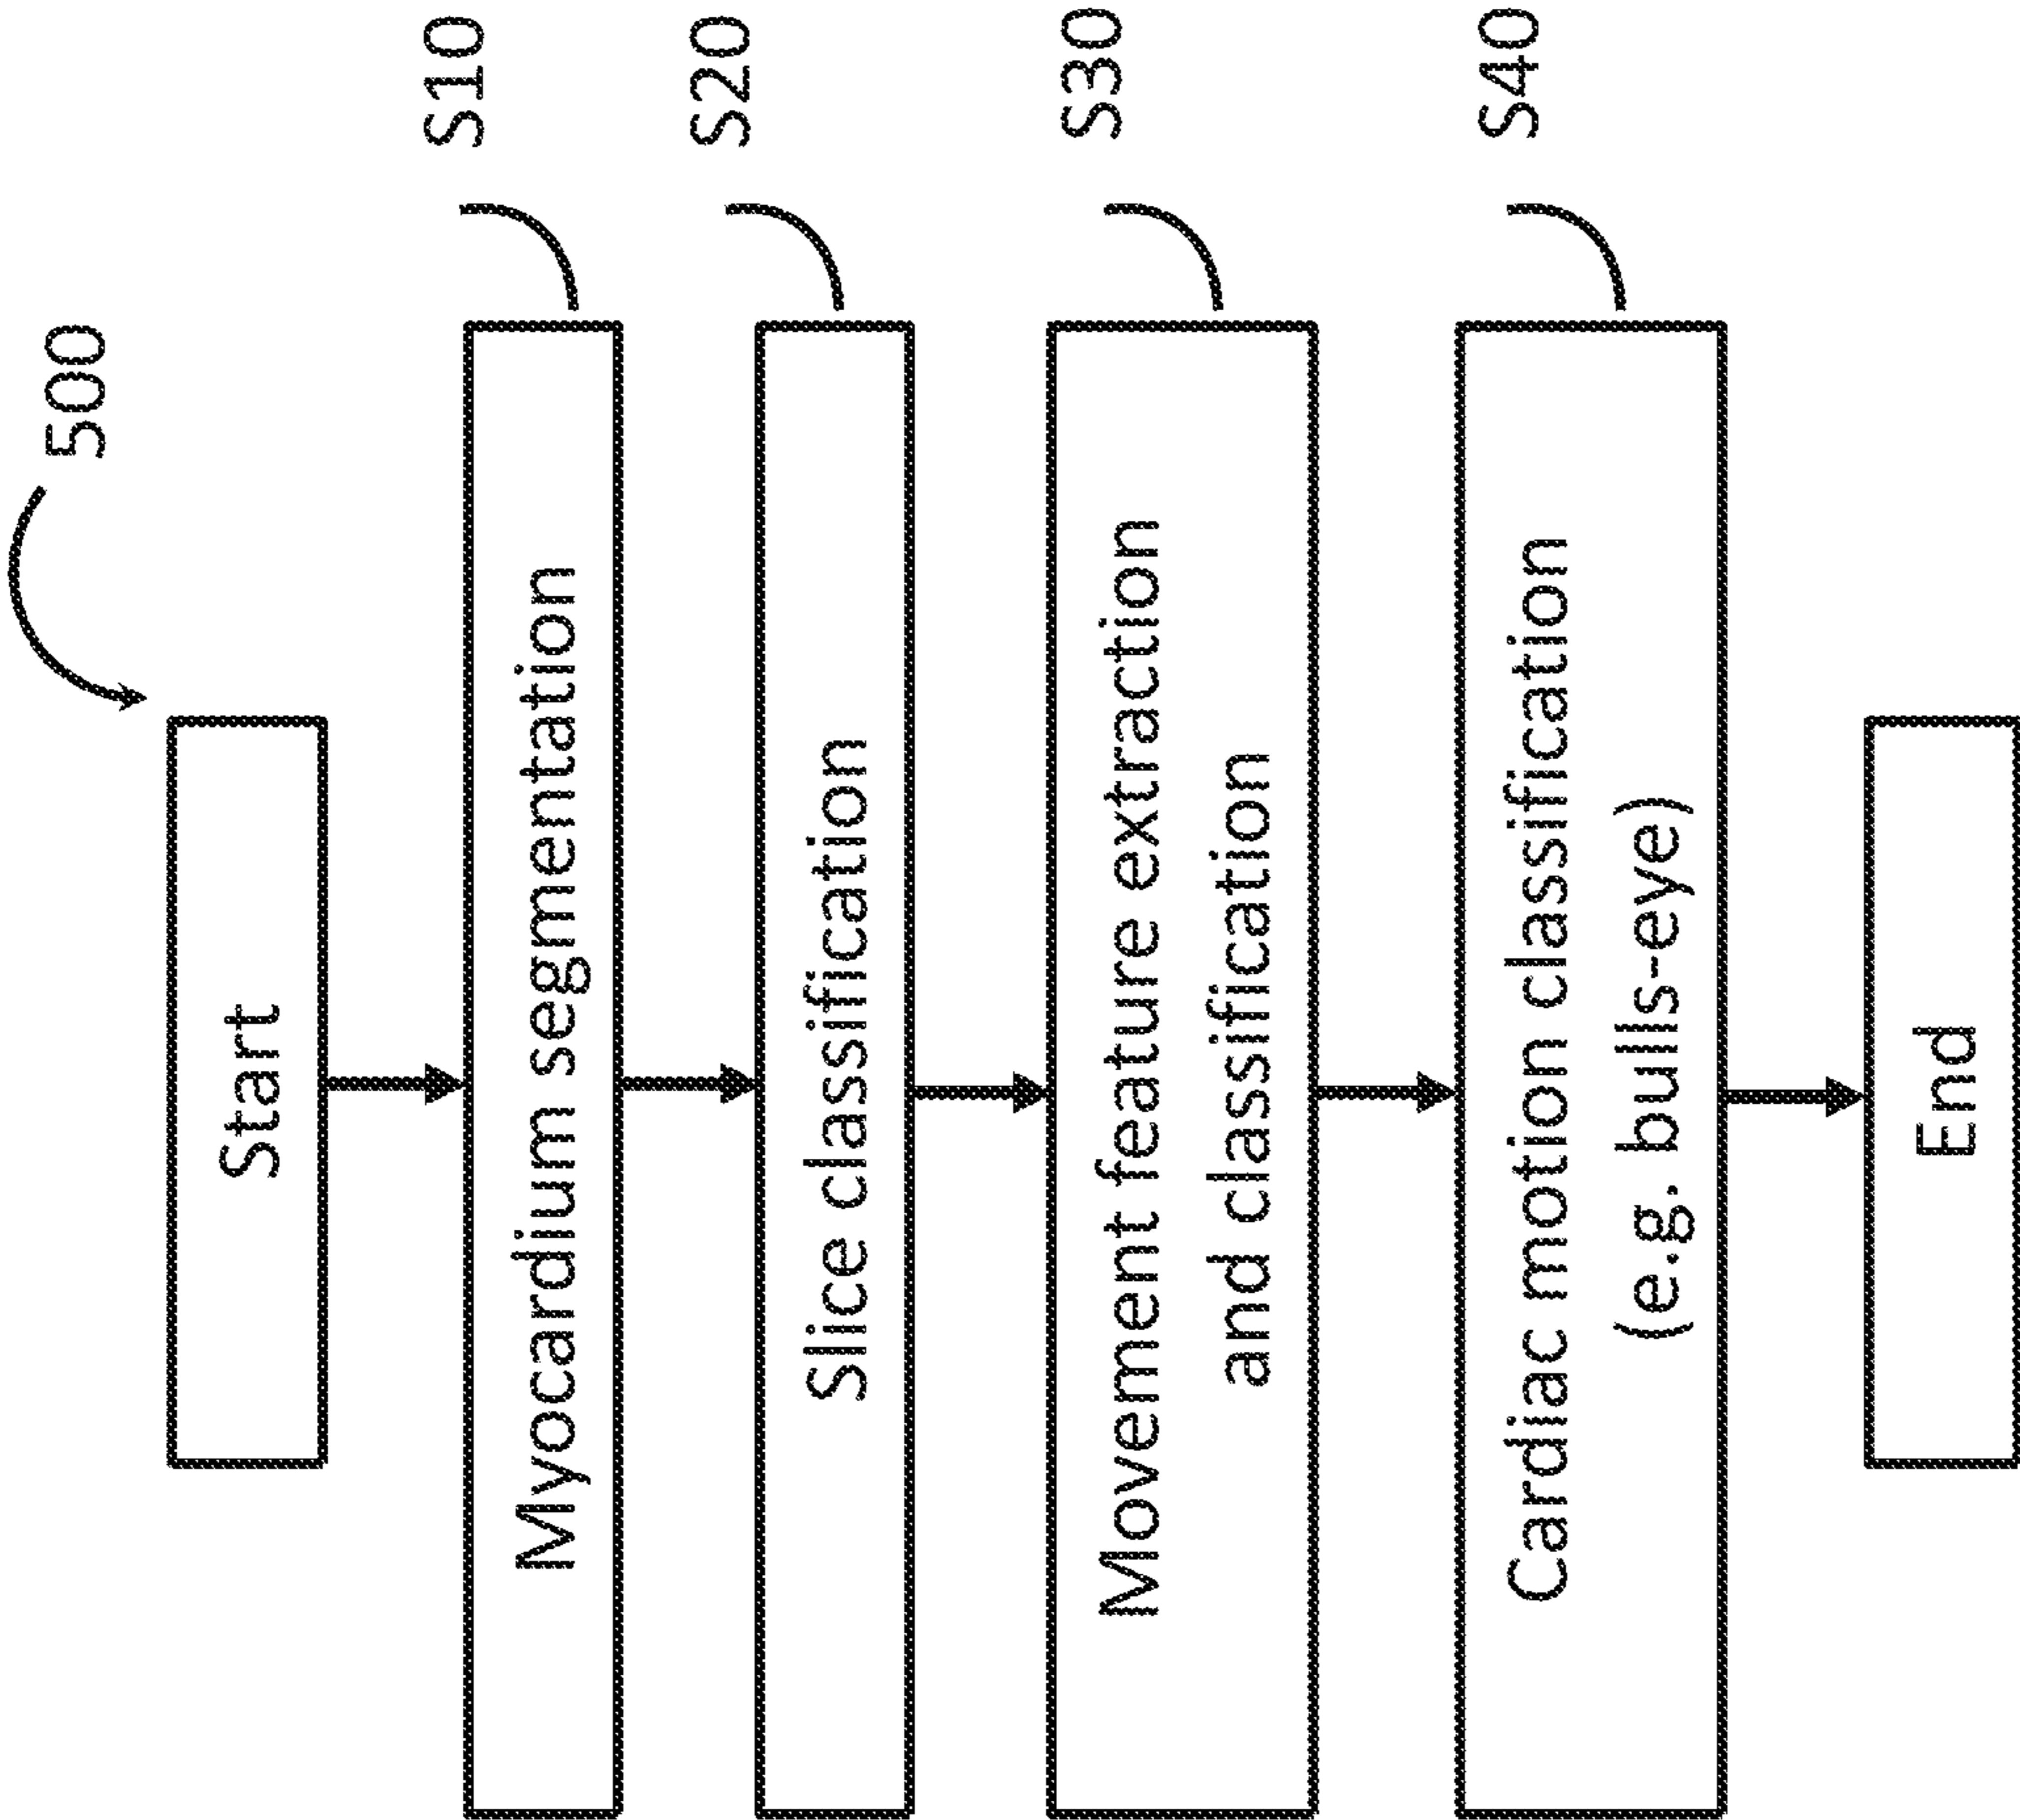 500
Start
Myocardium segmentation
S10
Slice classification
S20
Movement feature extraction
and classification
S30
Cardiac motion classification
(e.g. bulls-eye)
S40
End